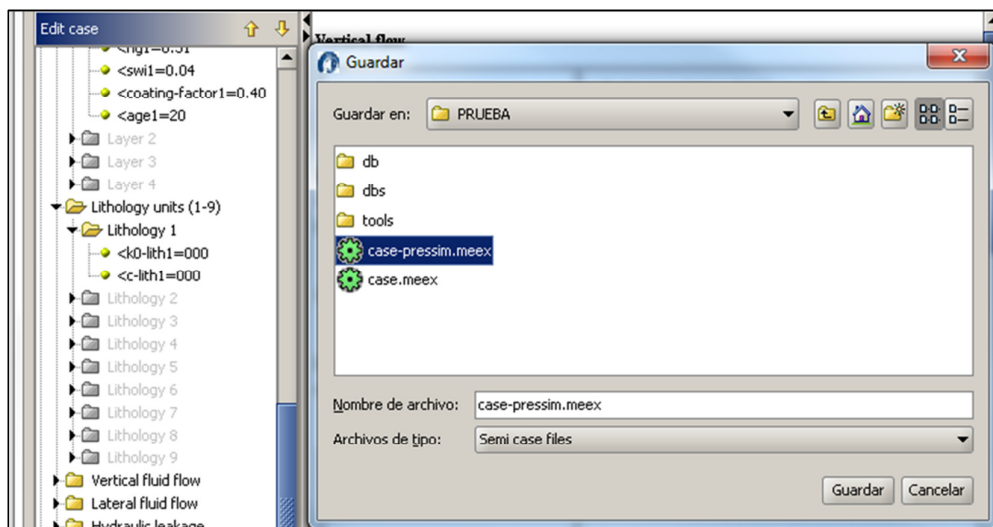 Edit case
<swi1=0.04
<coating-factor1=0.40
<age1=20
Layer 2
Layer 3
Layer 4
Lithology units (1-9)
Lithology 1
<k0-lith1=000
<c-lith1=000
Lithology 2
Lithology 3
Lithology 4
Lithology 5
Lithology 6
Lithology 7
Lithology 8
Lithology 9
Vertical fluid flow
Lateral fluid flow
Hydraulic leakage
Vertical flow
Guardar
Guardar en:
PRUEBA
db
dbs
tools
case-pressim.meex
case.meex
Nombre de archivo: case-pressim.meex
Archivos de tipo: Semi case files
Guardar Cancelar